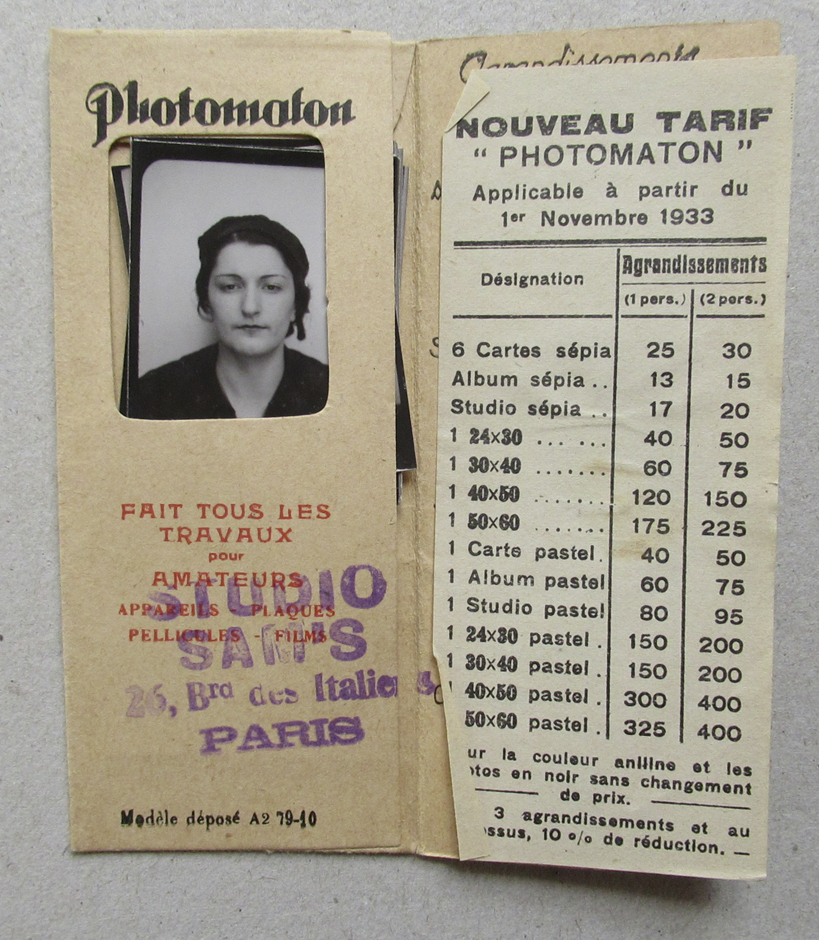 Photomaton
FAIT TOUS LES
TRAVAUX
pour
AMATEURS
APPAREILS - PLAQUES
PELLICULES - FILMS
STUDIO
SAM'S
26, Brd des Italie
PARIS
Modèle déposé A2 79-10
Agrandissements
NOUVEAU TARIF
“ PHOTOMATON ”
Applicable à partir du
1er Novembre 1933
Désignation Agrandissements
(1 pers.) (2 pers.)
6 Cartes sépia 25 30
Album sépia .. 13 15
Studio sépia .. 17 20
1 24×30 ... ... 40 50
1 30×40 ....... 60 75
1 40×50 ....... 120 150
1 50×60 ....... 175 225
1 Carte pastel . 40 50
1 Album pastel 60 75
1 Studio pastel 80 95
1 24×30 pastel . 150 200
1 30×40 pastel . 150 200
1 40×50 pastel . 300 400
50×60 pastel . 325 400
ur la couleur aniline et les
tos en noir sans changement
de prix.
3 agrandissements et au
ssus, 10 % de réduction.